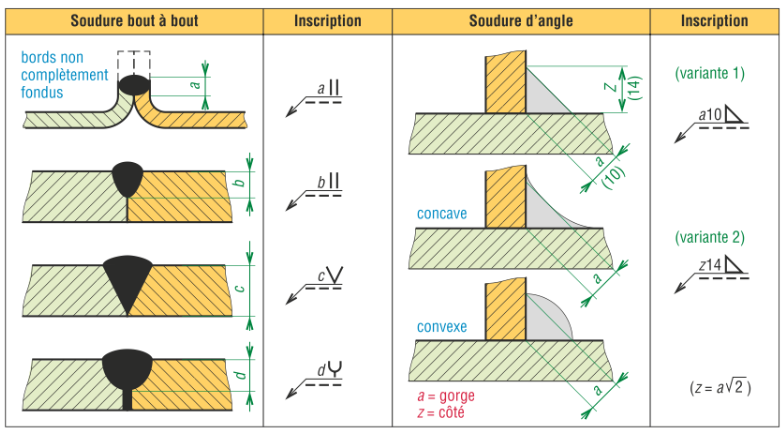 Soudure bout à bout
Inscription
Soudure d'angle
Inscription
bords non
complètement
fondus
a
a
b
b
c
c
d
d
Z
(14)
a
(10)
concave
a
convexe
a
a = gorge
z = côté
(variante 1)
a10
(variante 2)
z14
(z = a√2)